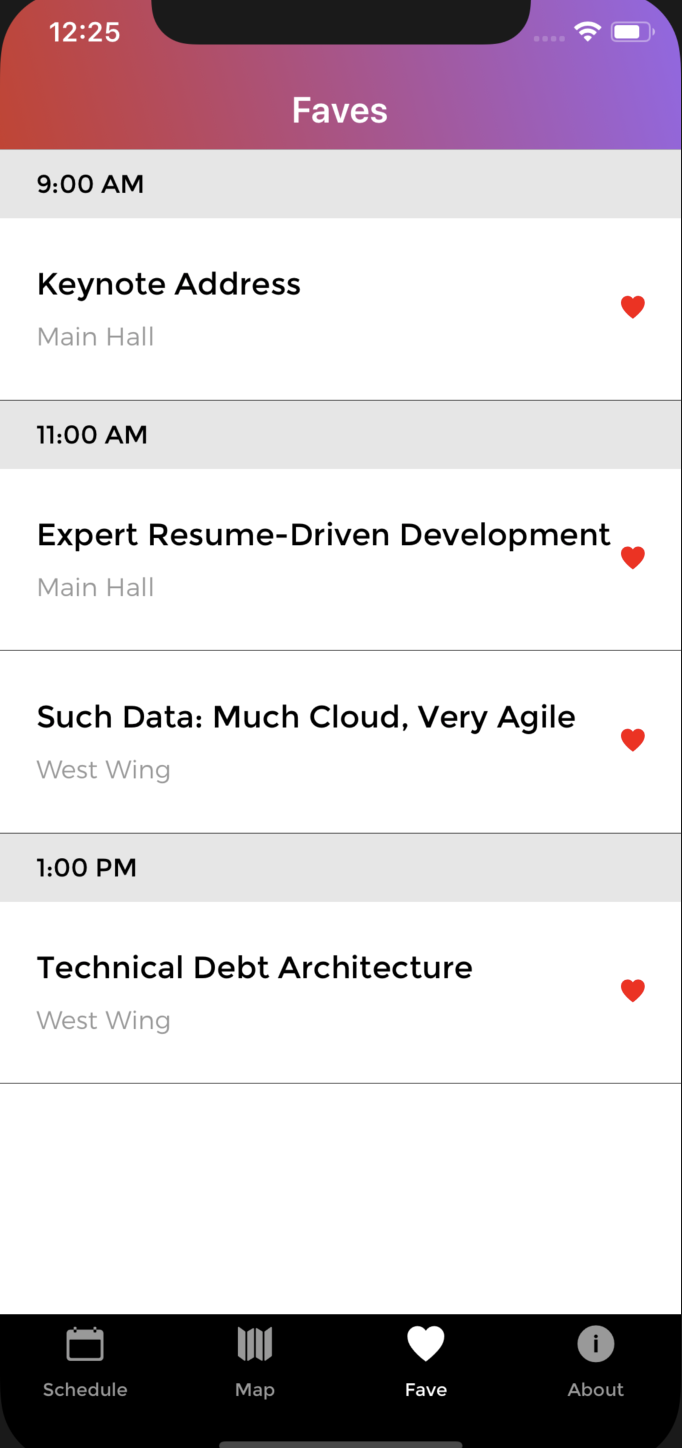 12:25
Faves
9:00 AM
Keynote Address
Main Hall
11:00 AM
Expert Resume-Driven Development
Main Hall
Such Data: Much Cloud, Very Agile
West Wing
1:00 PM
Technical Debt Architecture
West Wing
Schedule Map Fave About